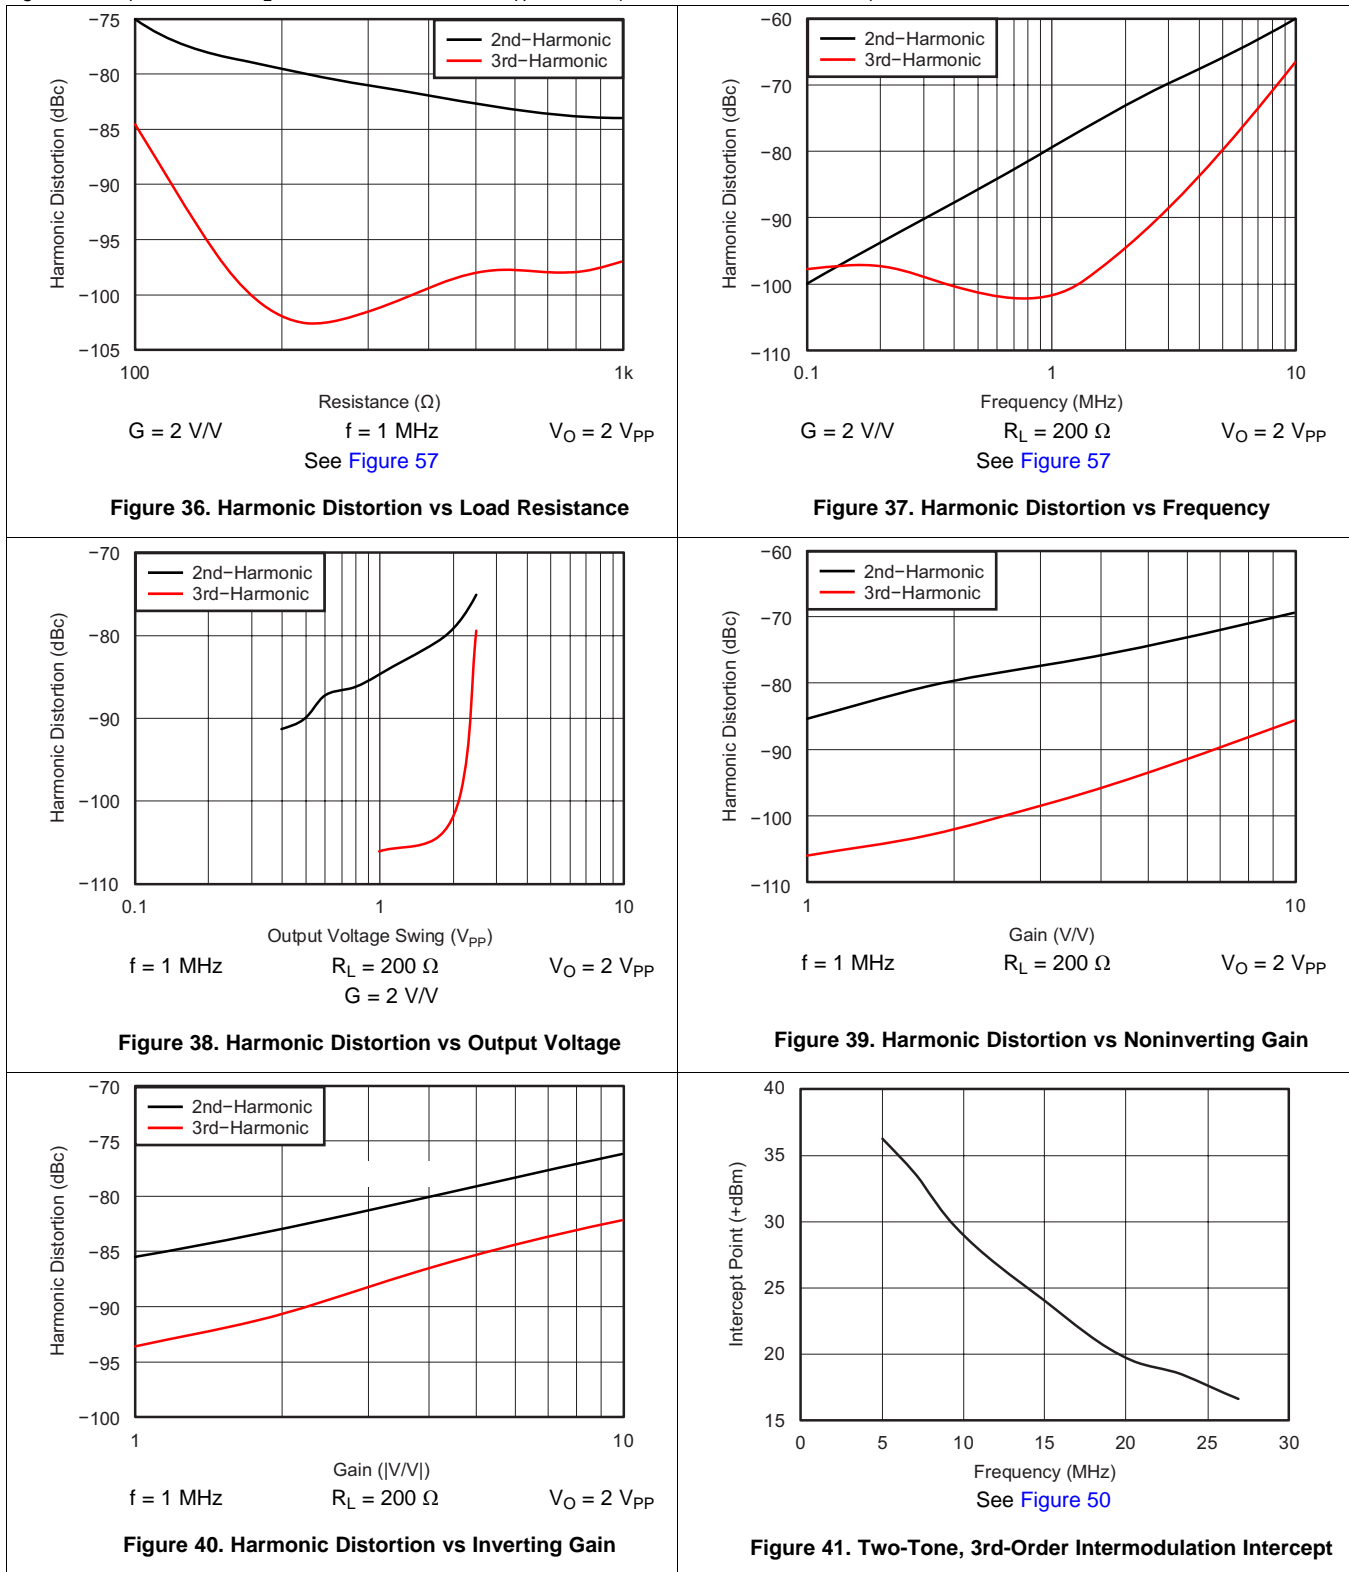 2nd−Harmonic
3rd−Harmonic
Harmonic Distortion (dBc)
−75
−80
−85
−90
−95
−100
−105
100
1k
Resistance (Ω)
G = 2 V/V f = 1 MHz VO = 2 VPP
See Figure 57
Figure 36. Harmonic Distortion vs Load Resistance
2nd−Harmonic
3rd−Harmonic
Harmonic Distortion (dBc)
−60
−70
−80
−90
−100
−110
0.1
1
10
Frequency (MHz)
G = 2 V/V RL = 200 Ω VO = 2 VPP
See Figure 57
Figure 37. Harmonic Distortion vs Frequency
2nd−Harmonic
3rd−Harmonic
Harmonic Distortion (dBc)
−70
−80
−90
−100
−110
0.1
1
10
Output Voltage Swing (VPP)
f = 1 MHz RL = 200 Ω VO = 2 VPP
G = 2 V/V
Figure 38. Harmonic Distortion vs Output Voltage
2nd−Harmonic
3rd−Harmonic
Harmonic Distortion (dBc)
−60
−70
−80
−90
−100
−110
1
10
Gain (V/V)
f = 1 MHz RL = 200 Ω VO = 2 VPP
Figure 39. Harmonic Distortion vs Noninverting Gain
2nd−Harmonic
3rd−Harmonic
Harmonic Distortion (dBc)
−70
−75
−80
−85
−90
−95
−100
1
10
Gain (|V/V|)
f = 1 MHz RL = 200 Ω VO = 2 VPP
Figure 40. Harmonic Distortion vs Inverting Gain
Intercept Point (+dBm)
40
35
30
25
20
15
0
5
10
15
20
25
30
Frequency (MHz)
See Figure 50
Figure 41. Two-Tone, 3rd-Order Intermodulation Intercept